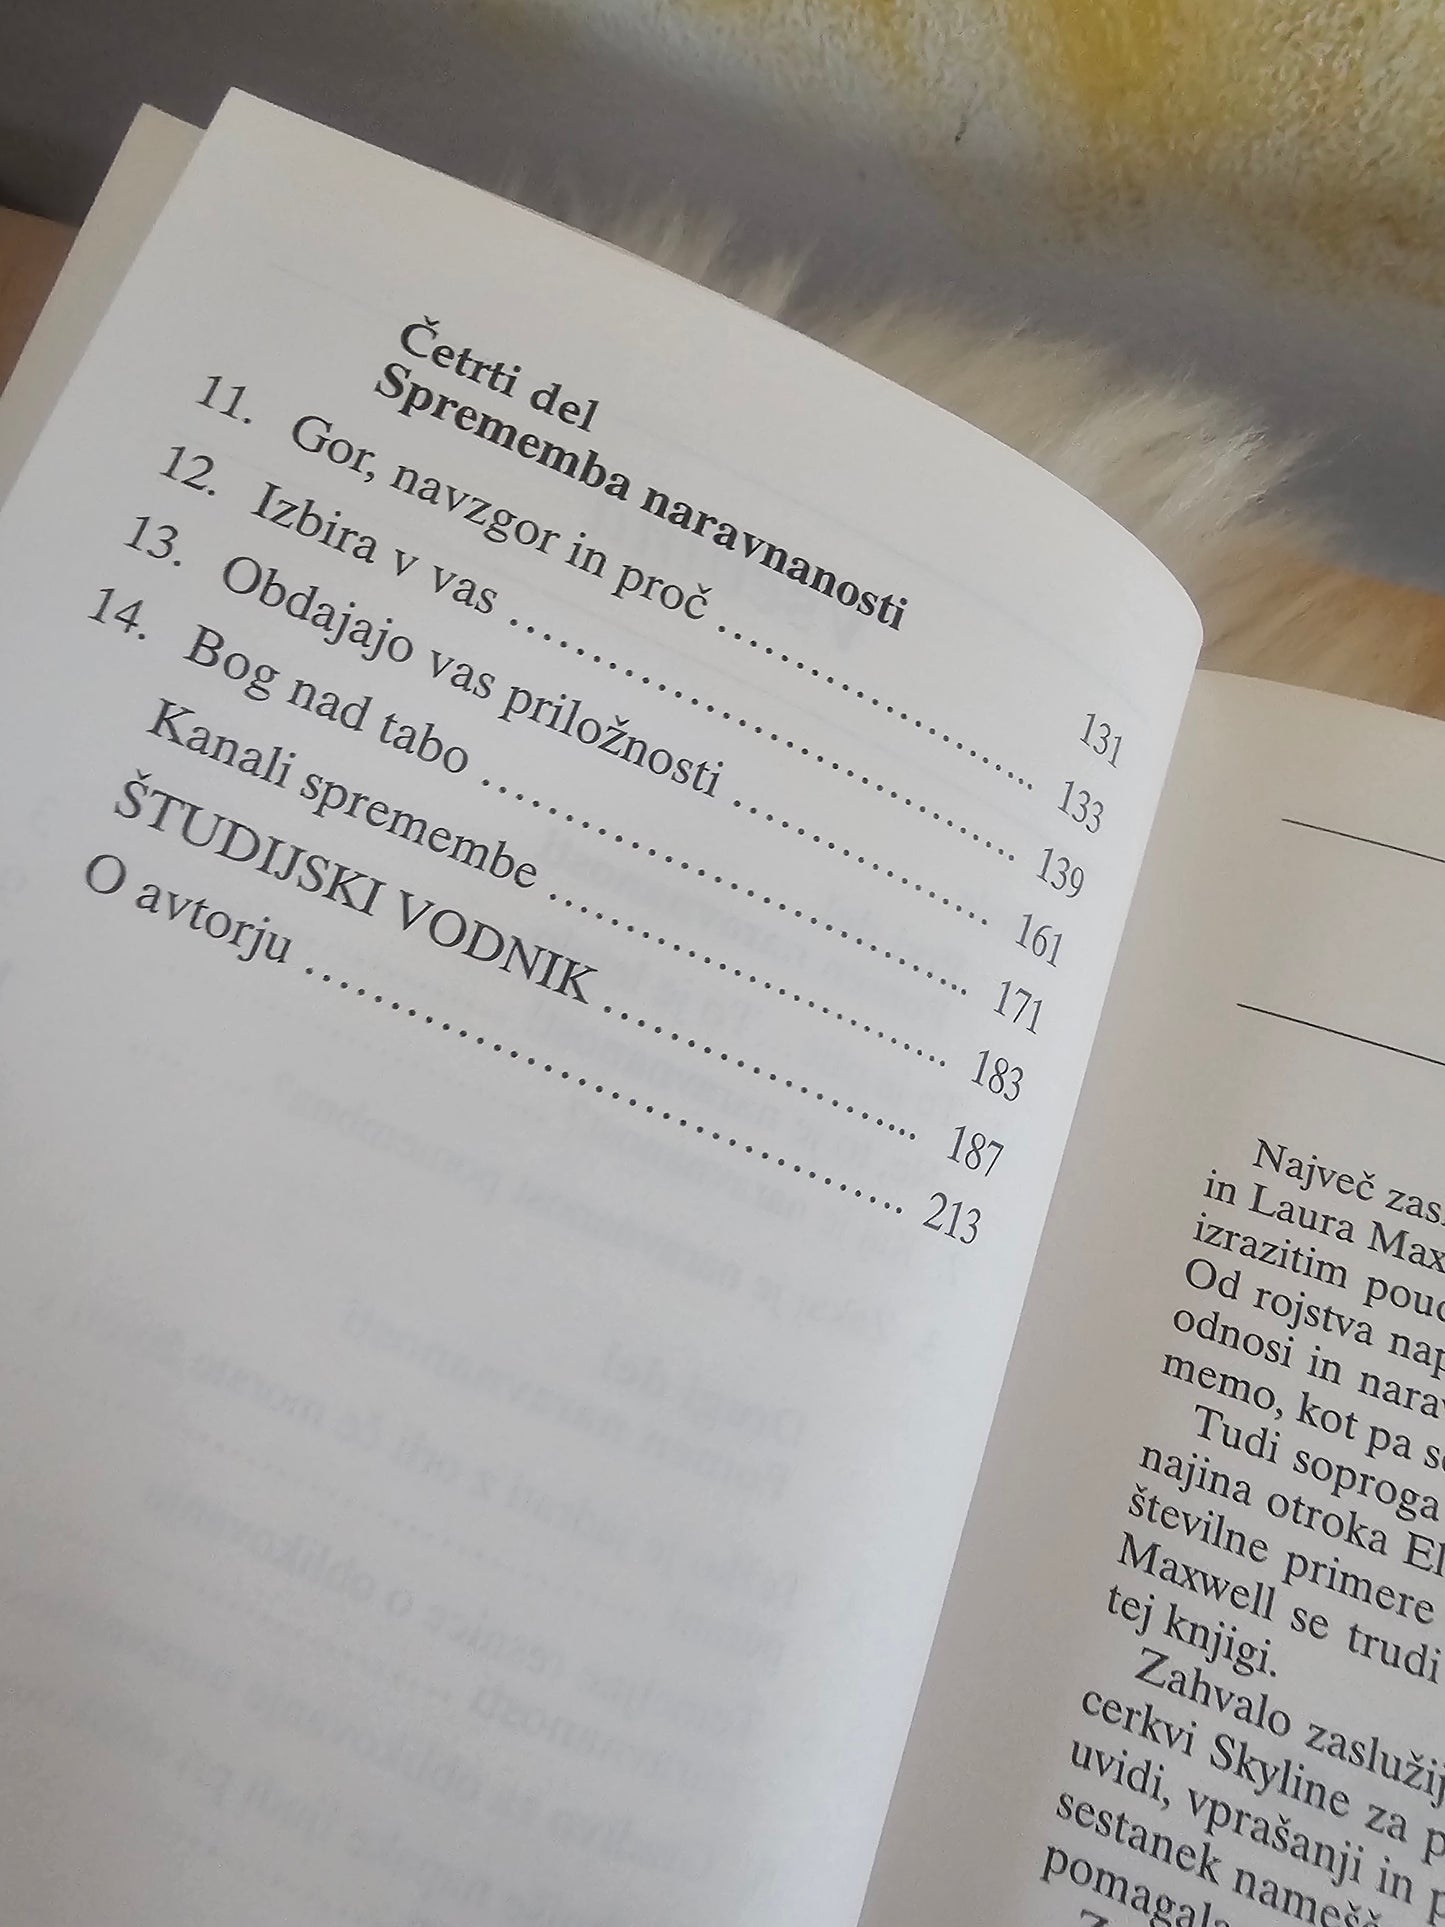 Četrti del
Sprememba naravnanosti 131
11. Gor, navzgor in proč ........................ 133
12. Izbira v vas ........................................ 139
13. Obdajajo vas priložnosti .................... 161
14. Bog nad tabo ...................................... 171
Kanali spremembe ............................... 183
ŠTUDIJSKI VODNIK ........................ 187
O avtorju ............................................. 213
Največ
in Laura
izrazitim
Od rojstva
odnosi in
memo, kot pa
Tudi soproga
najina otroka
številne primere
Maxwell se trudi
tej knjigi.
Zahvalo
cerkvi Skyline za
uvidi, vprašanji in
sestanek